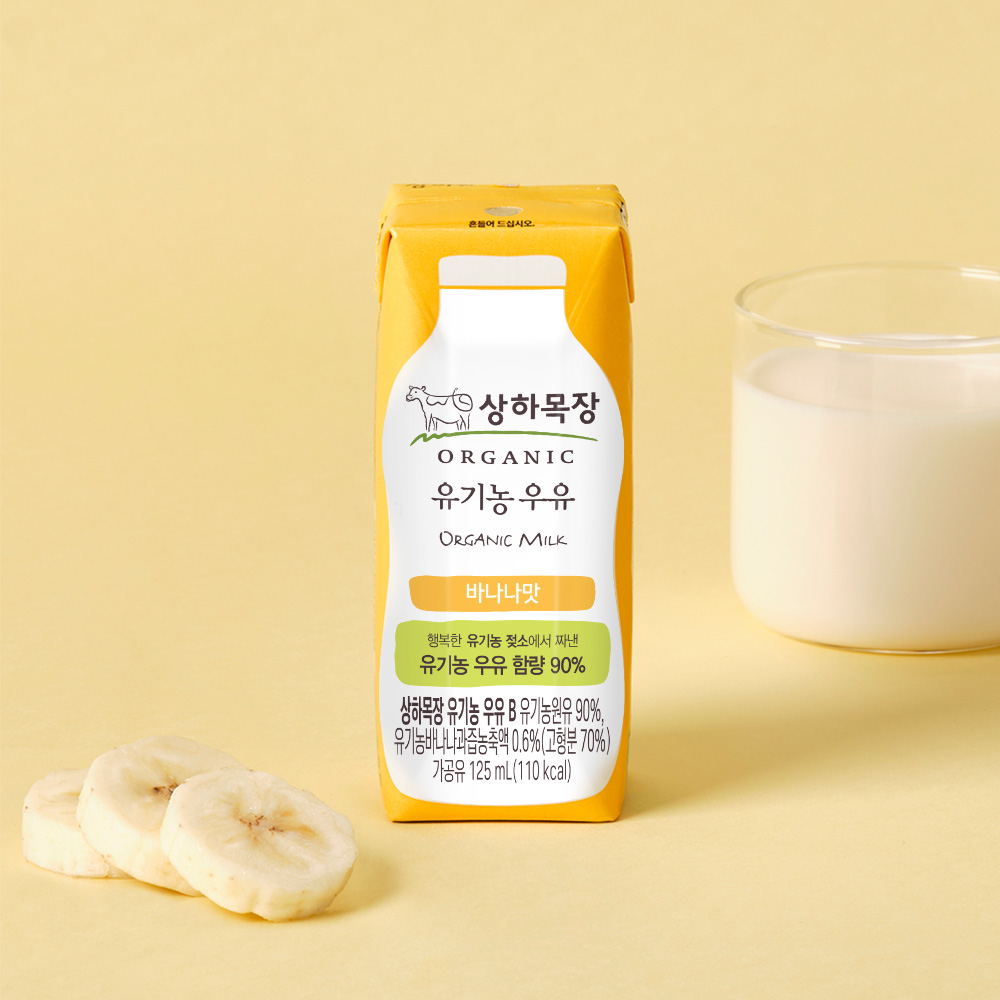 흔들어 드십시오.
상하목장
ORGANIC
유기농 우유
ORGANIC MILK
바나나맛
행복한 유기농 젖소에서 짜낸
유기농 우유 함량 90%
상하목장 유기농 우유 B 유기농원유 90%,
유기농바나나과즙농축액 0.6%(고형분 70%)
가공유 125 mL(110 kcal)